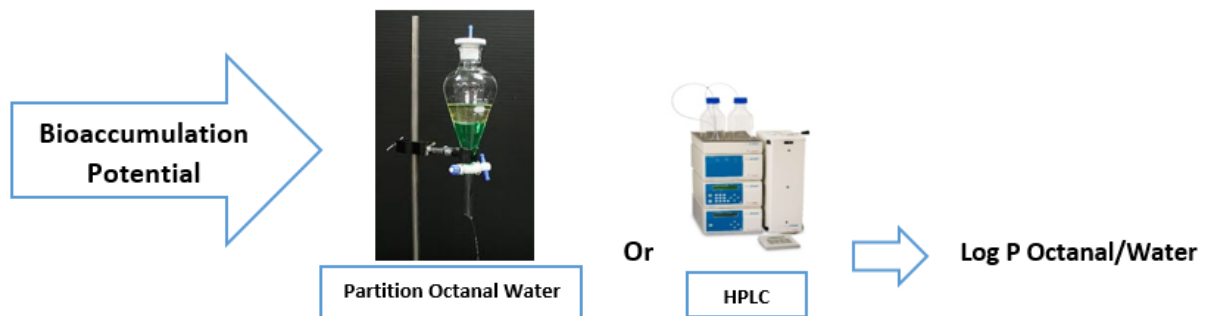 Bioaccumulation
Potential
Partition Octanal Water
Or
HPLC
Log P Octanal/Water